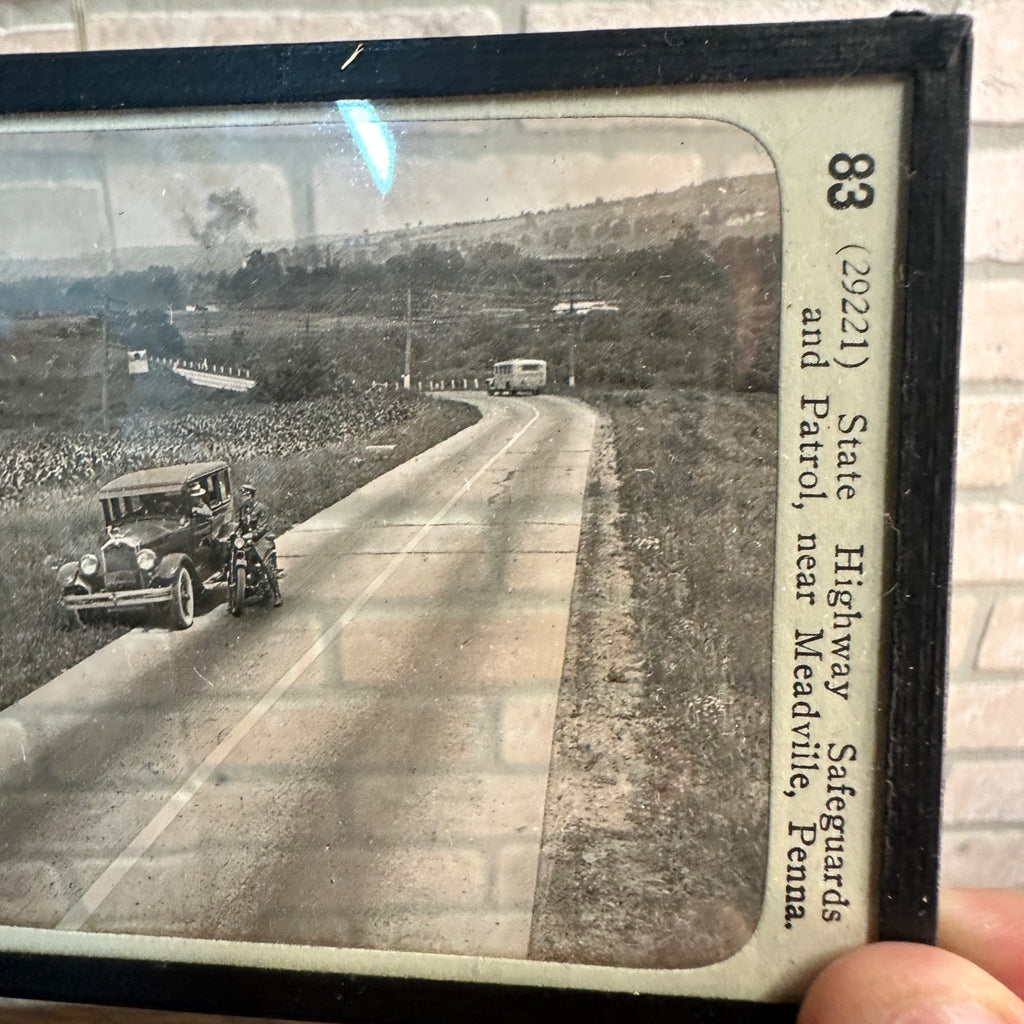 83 (29221) State Highway Safeguards
and Patrol, near Meadville, Penna.